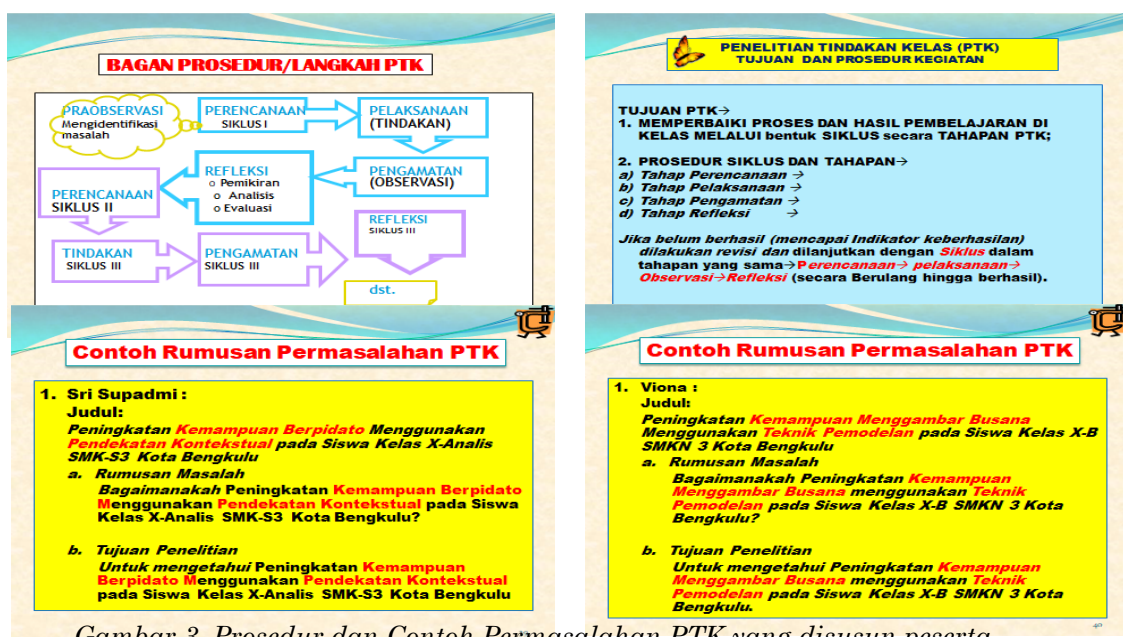 BAGAN PROSEDUR/LANGKAH PTK
PRAOBSERVASI
Mengidentifikasi
masalah
PERENCANAAN
SIKLUS I
PELAKSANAAN
(TINDAKAN)
PENGAMATAN
(OBSERVASI)
REFLEKSI
o Pemikiran
o Analisis
o Evaluasi
PERENCANAAN
SIKLUS II
TINDAKAN
SIKLUS III
PENGAMATAN
SIKLUS III
REFLEKSI
SIKLUS III
dst.
PENELITIAN TINDAKAN KELAS (PTK)
TUJUAN DAN PROSEDUR KEGIATAN
TUJUAN PTK→
1. MEMPERBAIKI PROSES DAN HASIL PEMBELAJARAN DI
KELAS MELALUI bentuk SIKLUS secara TAHAPAN PTK;
2. PROSEDUR SIKLUS DAN TAHAPAN→
a) Tahap Perencanaan →
b) Tahap Pelaksanaan →
c) Tahap Pengamatan →
d) Tahap Refleksi →
Jika belum berhasil (mencapai Indikator keberhasilan)
dilakukan revisi dan dilanjutkan dengan Siklus dalam
tahapan yang sama→Perencanaan→ pelaksanaan→
Observasi→Refleksi (secara Berulang hingga berhasil).
Contoh Rumusan Permasalahan PTK
1. Sri Supadmi :
Judul:
Peningkatan Kemampuan Berpidato Menggunakan
Pendekatan Kontekstual pada Siswa Kelas X-Analis
SMK-S3 Kota Bengkulu
a. Rumusan Masalah
Bagaimanakah Peningkatan Kemampuan Berpidato
Menggunakan Pendekatan Kontekstual pada Siswa
Kelas X-Analis SMK-S3 Kota Bengkulu?
b. Tujuan Penelitian
Untuk mengetahui Peningkatan Kemampuan
Berpidato Menggunakan Pendekatan Kontekstual
pada Siswa Kelas X-Analis SMK-S3 Kota Bengkulu
Contoh Rumusan Permasalahan PTK
1. Viona :
Judul:
Peningkatan Kemampuan Menggambar Busana
Menggunakan Teknik Pemodelan pada Siswa Kelas X-B
SMKN 3 Kota Bengkulu
a. Rumusan Masalah
Bagaimanakah Peningkatan Kemampuan
Menggambar Busana menggunakan Teknik
Pemodelan pada Siswa Kelas X-B SMKN 3 Kota
Bengkulu?
b. Tujuan Penelitian
Untuk mengetahui Peningkatan Kemampuan
Menggambar Busana menggunakan Teknik
Pemodelan pada Siswa Kelas X-B SMKN 3 Kota
Bengkulu.
40
Gambar 3. Prosedur dan Contoh Permasalahan PTK yang disusun peserta